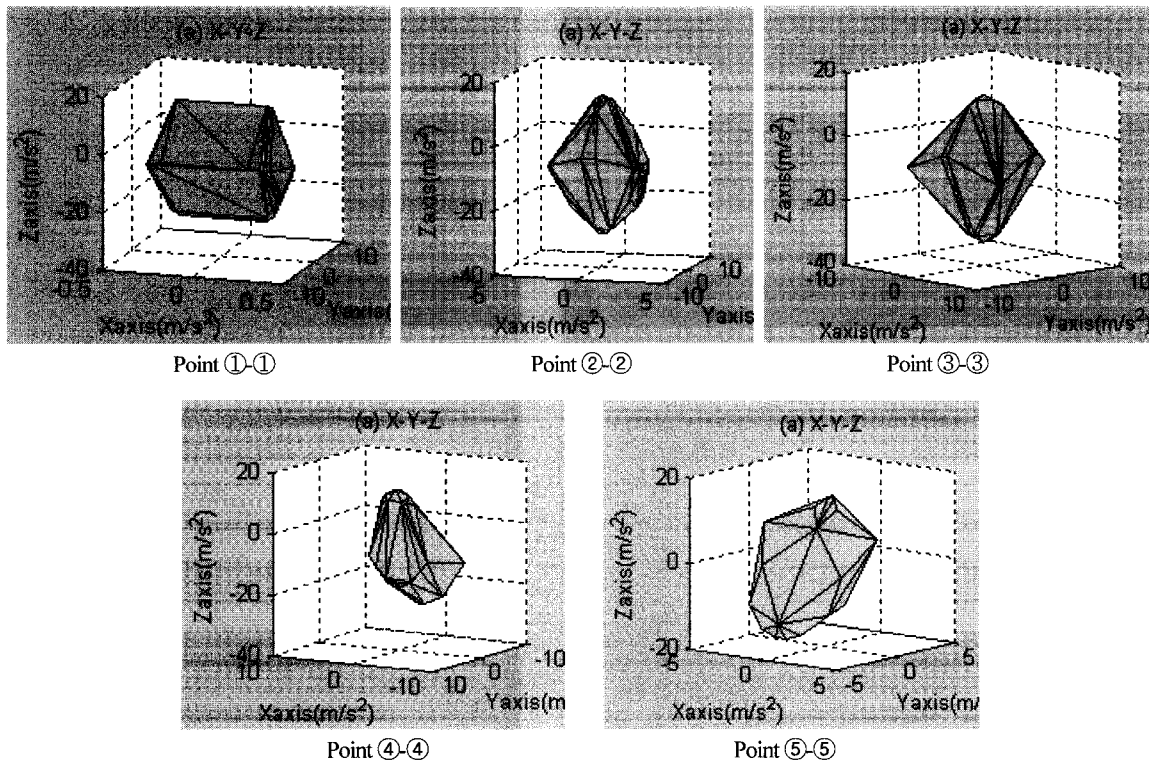 (a) X-Y-Z
20
0
-20
-40
Zaxis(m/s²)
-0.5
0
0.5
Xaxis(m/s²)
-10
0
10
Yaxis(
Point ①-①
(a) X-Y-Z
20
0
-20
-40
Zaxis(m/s²)
-5
0
5
Xaxis(m/s²)
-10
0
10
Yaxis
Point ②-②
(a) X-Y-Z
20
0
-20
-40
Zaxis(m/s²)
-10
0
10
Xaxis(m/s²)
-10
0
10
Yaxis(m/s²)
Point ③-③
(a) X-Y-Z
20
0
-20
-40
Zaxis(m/s²)
10
0
-10
Xaxis(m/s²)
10
0
-10
Yaxis(m
Point ④-④
(a) X-Y-Z
20
0
-20
Zaxis(m/s²)
-5
0
5
Xaxis(m/s²)
-5
0
5
Yaxis(m/
Point ⑤-⑤